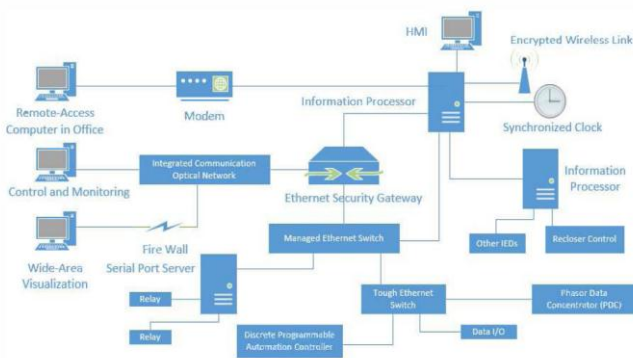 HMI
Encrypted Wireless Link
Remote-Access
Computer in Office
Modem
Information Processor
Synchronized Clock
Integrated Communication
Optical Network
Control and Monitoring
Ethernet Security Gateway
Information
Processor
Managed Ethernet Switch
Other IEDs
Recloser Control
Wide-Area
Visualization
Fire Wall
Serial Port Server
Relay
Relay
Tough Ethernet
Switch
Phasor Data
Concentrator (PDC)
Data I/O
Discrete Programmable
Automation Controller